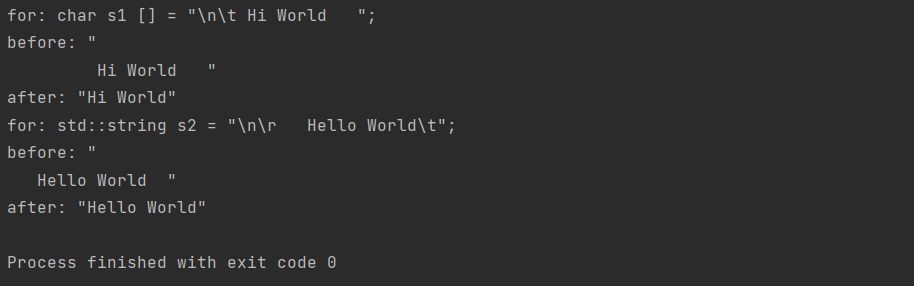 for: char s1 [] = "\n\t Hi World   ";
before: "
         Hi World   "
after: "Hi World"
for: std::string s2 = "\n\r   Hello World\t";
before: "
   Hello World  "
after: "Hello World"

Process finished with exit code 0